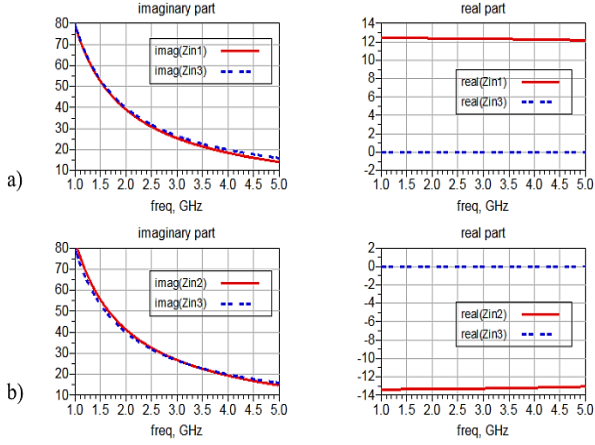 imaginary part
80
70
60
50
40
30
20
10
imag(Zin1)
imag(Zin3)
1.0 1.5 2.0 2.5 3.0 3.5 4.0 4.5 5.0
freq, GHz
real part
14
12
10
8
6
4
2
0
-2
real(Zin1)
real(Zin3)
1.0 1.5 2.0 2.5 3.0 3.5 4.0 4.5 5.0
freq, GHz
a)
imaginary part
80
70
60
50
40
30
20
10
imag(Zin2)
imag(Zin3)
1.0 1.5 2.0 2.5 3.0 3.5 4.0 4.5 5.0
freq, GHz
real part
2
0
-2
-4
-6
-8
-10
-12
-14
real(Zin2)
real(Zin3)
1.0 1.5 2.0 2.5 3.0 3.5 4.0 4.5 5.0
freq, GHz
b)